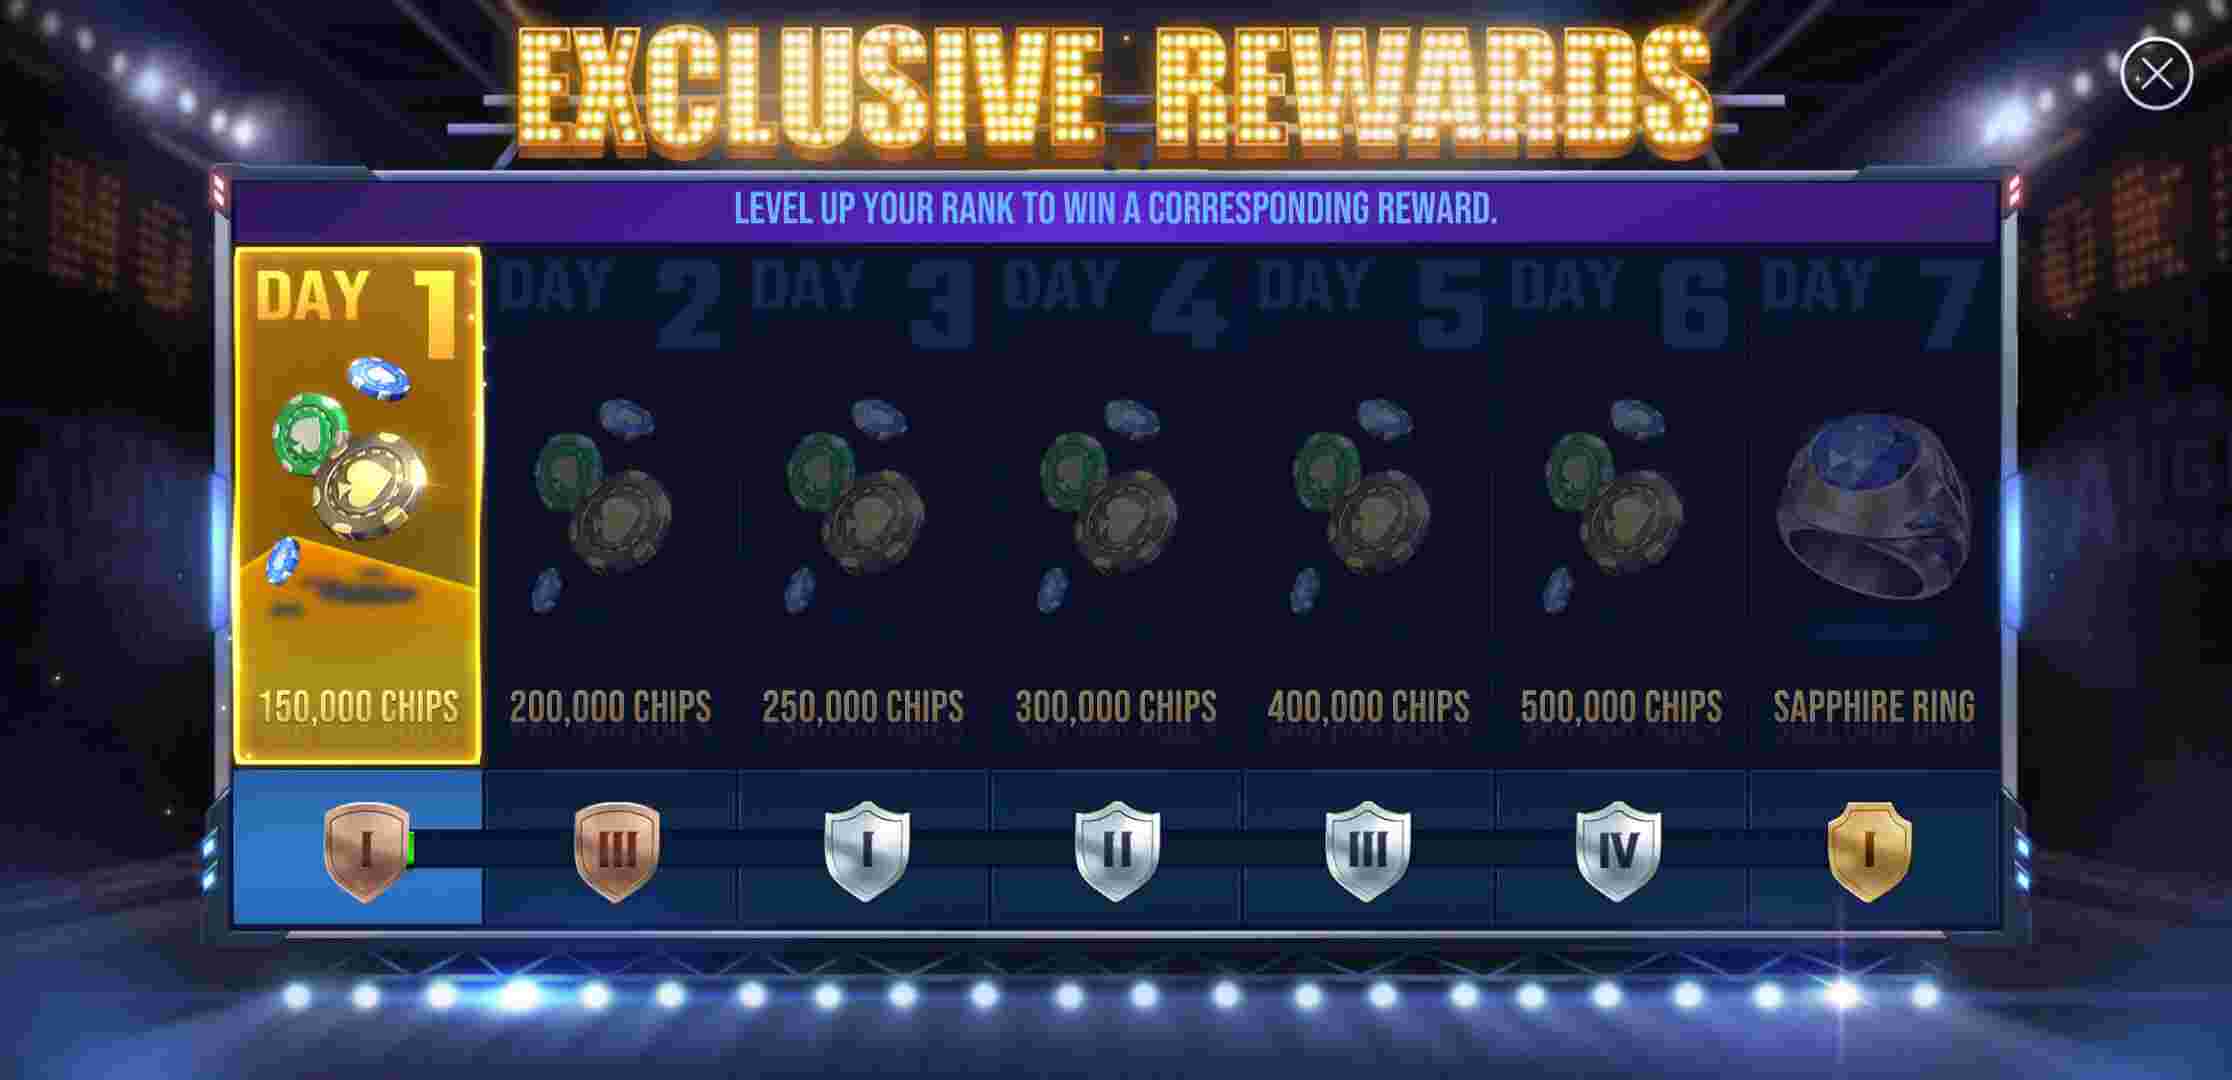 EXCLUSIVE REWARDS
LEVEL UP YOUR RANK TO WIN A CORRESPONDING REWARD.
DAY 1
DAY 2
DAY 3
DAY 4
DAY 5
DAY 6
DAY 7
150,000 CHIPS
200,000 CHIPS
250,000 CHIPS
300,000 CHIPS
400,000 CHIPS
500,000 CHIPS
SAPPHIRE RING
I
III
I
II
III
IV
I